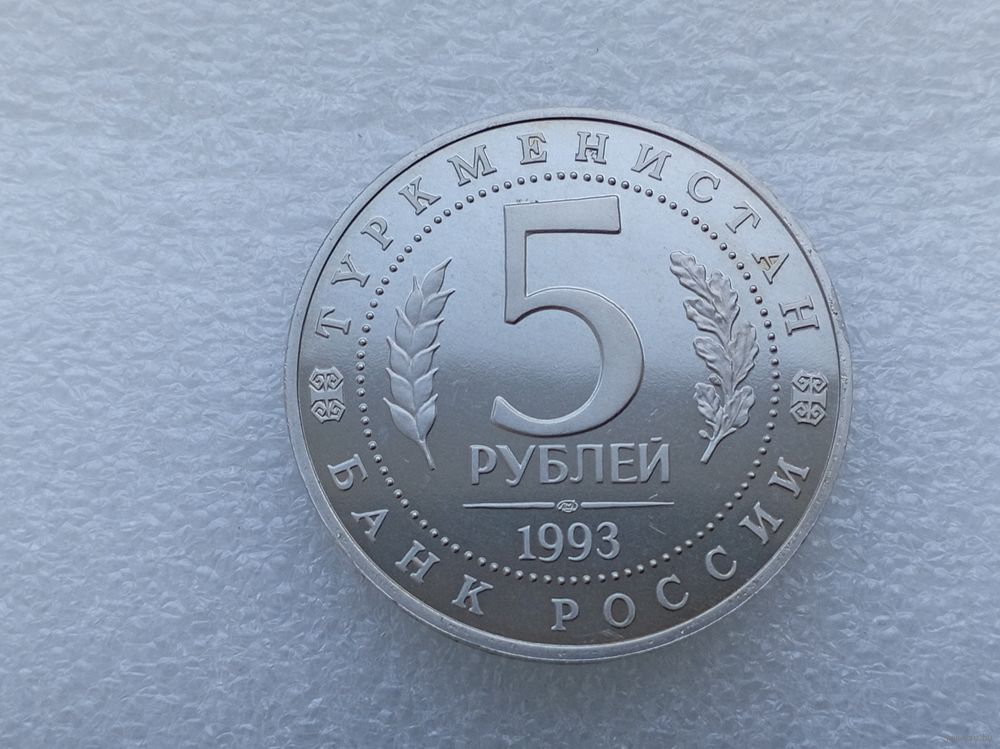 ТУРКМЕНИСТАН
5
РУБЛЕЙ
1993
БАНК РОССИИ